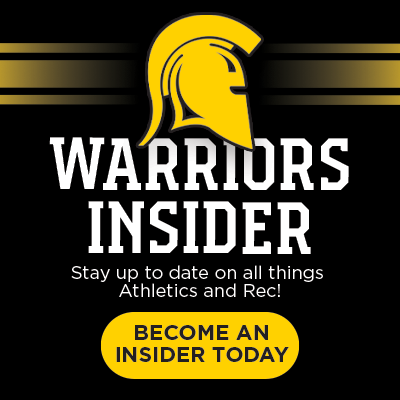 WARRIORS
INSIDER
Stay up to date on all things
Athletics and Rec!
BECOME AN
INSIDER TODAY